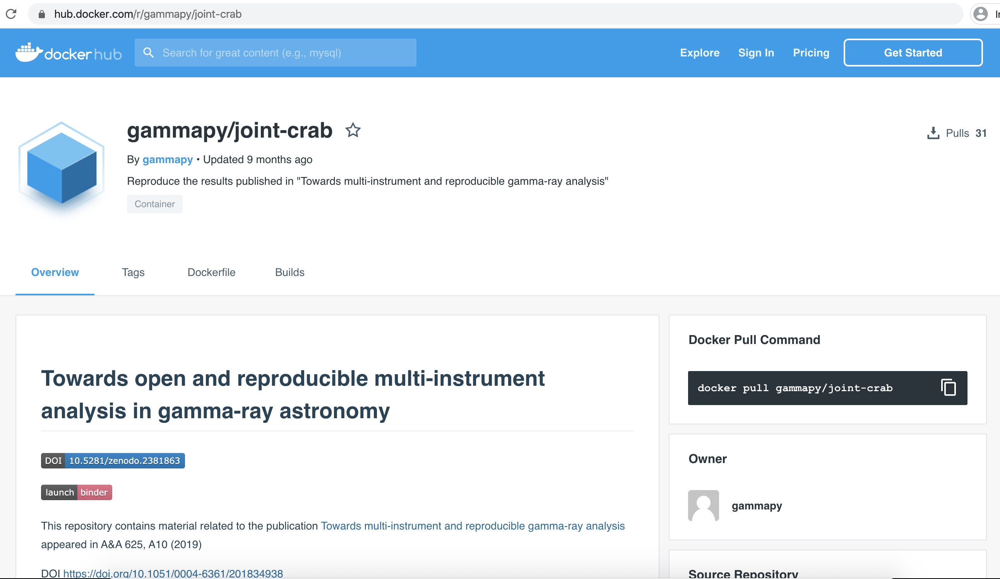 hub.docker.com/r/gammapy/joint-crab
dockerhub
Search for great content (e.g., mysql)
Explore
Sign In
Pricing
Get Started
gammapy/joint-crab
Pulls 31
By gammapy • Updated 9 months ago
Reproduce the results published in "Towards multi-instrument and reproducible gamma-ray analysis"
Container
Overview
Tags
Dockerfile
Builds
Towards open and reproducible multi-instrument
analysis in gamma-ray astronomy
DOI 10.5281/zenodo.2381863
launch binder
This repository contains material related to the publication Towards multi-instrument and reproducible gamma-ray analysis
appeared in A&A 625, A10 (2019)
DOI https://doi.org/10.1051/0004-6361/201834938
Docker Pull Command
docker pull gammapy/joint-crab
Owner
gammapy
Source Repository